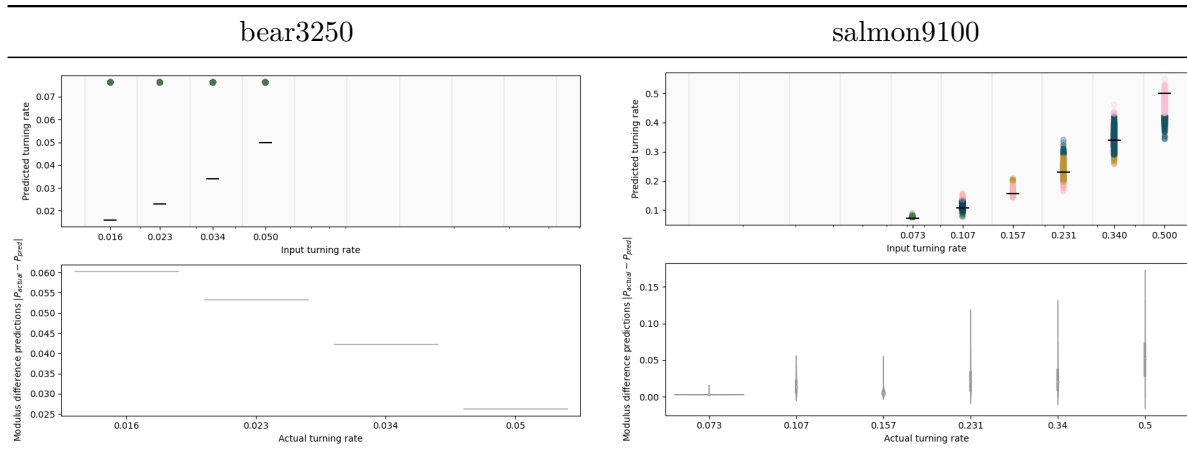 bear3250
salmon9100
Predicted turning rate
0.07
0.06
0.05
0.04
0.03
0.02
0.016 0.023 0.034 0.050
Input turning rate
Predicted turning rate
0.5
0.4
0.3
0.2
0.1
0.073 0.107 0.157 0.231 0.340 0.500
Input turning rate
Modulus difference predictions |P_actual − P_pred|
0.060
0.055
0.050
0.045
0.040
0.035
0.030
0.025
0.016 0.023 0.034 0.05
Actual turning rate
Modulus difference predictions |P_actual − P_pred|
0.15
0.10
0.05
0.00
0.073 0.107 0.157 0.231 0.34 0.5
Actual turning rate